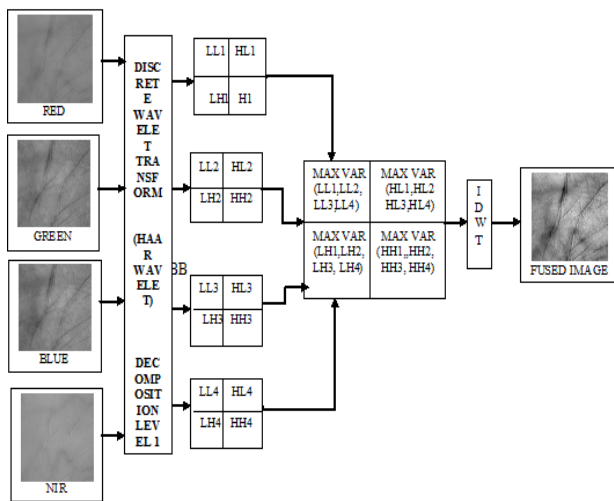 RED
GREEN
BLUE
NIR
DISC
RETE
E
WAV
ELET
TRA
NSF
ORM
(HAA
R
WAV
ELE
T)
DEC
OMP
OSIT
ION
LEV
EL 1
BB
LL1 HL1
LH1 H1
LL2 HL2
LH2 HH2
LL3 HL3
LH3 HH3
LL4 HL4
LH4 HH4
MAX VAR
(LL1,LL2,
LL3,LL4)
MAX VAR
(HL1,HL2
HL3,HL4)
MAX VAR
(LH1,LH2,
LH3, LH4)
MAX VAR
(HH1,,HH2,
HH3, HH4)
I
D
W
T
FUSED IMAGE